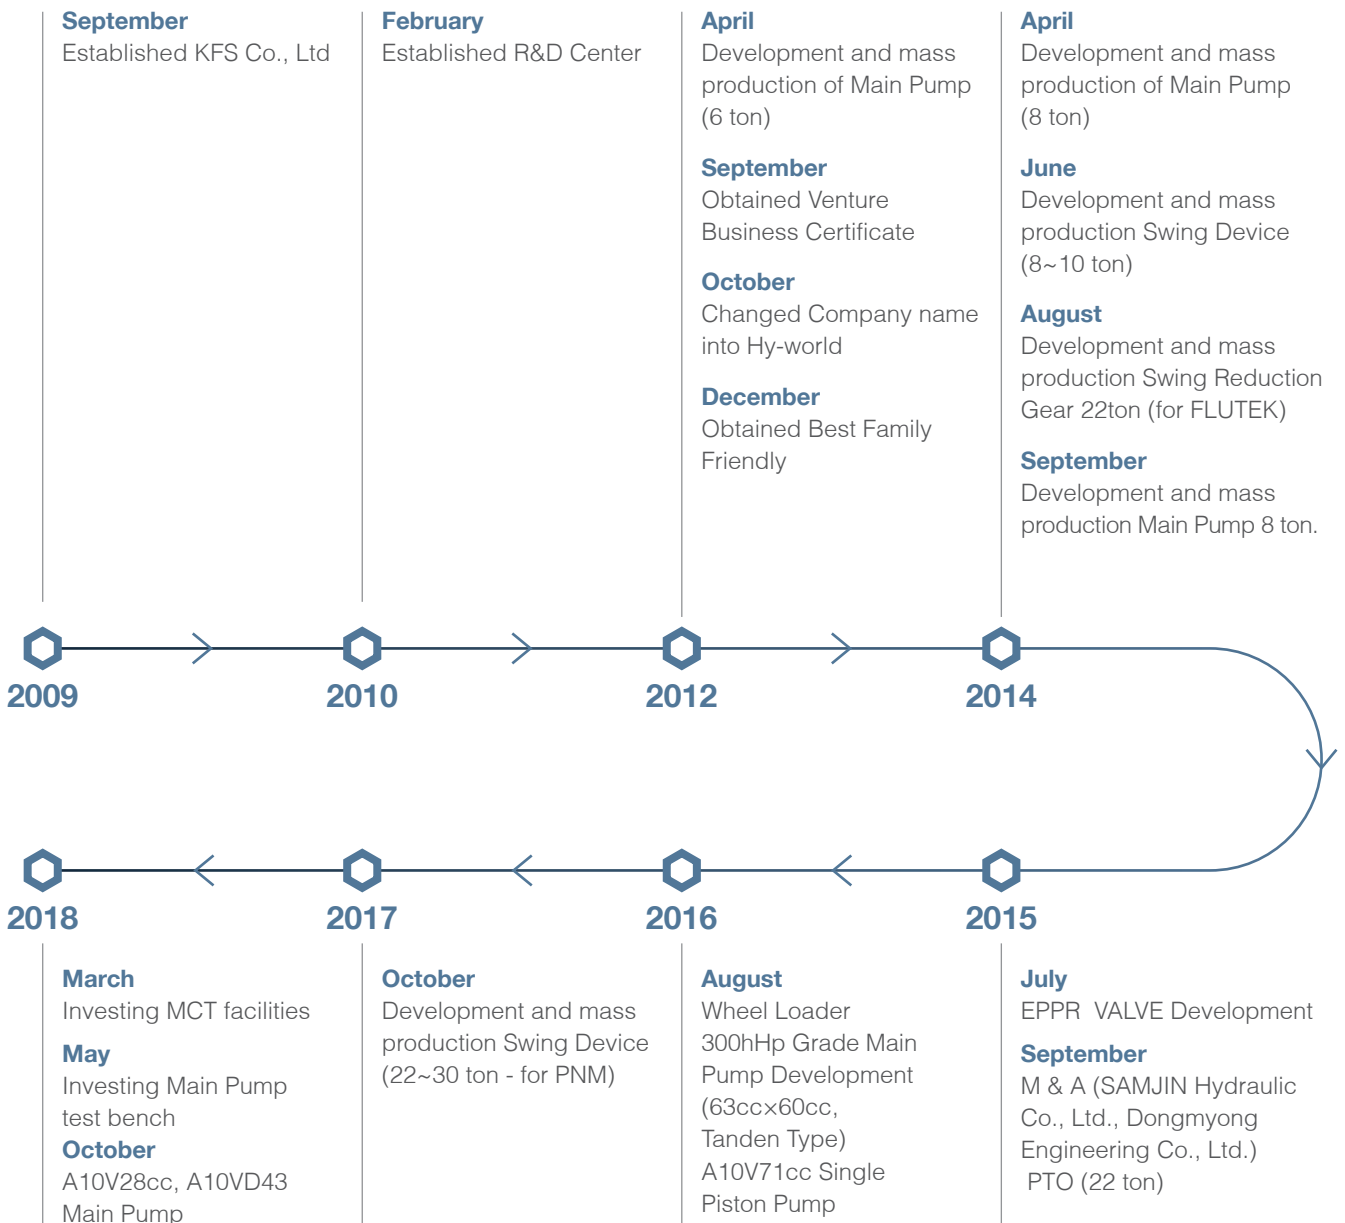 September
Established KFS Co., Ltd
February
Established R&D Center
April
Development and mass
production of Main Pump
(6 ton)
September
Obtained Venture
Business Certificate
October
Changed Company name
into Hy-world
December
Obtained Best Family
Friendly
April
Development and mass
production of Main Pump
(8 ton)
June
Development and mass
production Swing Device
(8~10 ton)
August
Development and mass
production Swing Reduction
Gear 22ton (for FLUTEK)
September
Development and mass
production Main Pump 8 ton.
2009
2010
2012
2014
2018
2017
2016
2015
March
Investing MCT facilities
May
Investing Main Pump
test bench
October
A10V28cc, A10VD43
Main Pump
October
Development and mass
production Swing Device
(22~30 ton - for PNM)
August
Wheel Loader
300hHp Grade Main
Pump Development
(63cc×60cc,
Tanden Type)
A10V71cc Single
Piston Pump
July
EPPR VALVE Development
September
M & A (SAMJIN Hydraulic
Co., Ltd., Dongmyong
Engineering Co., Ltd.)
PTO (22 ton)